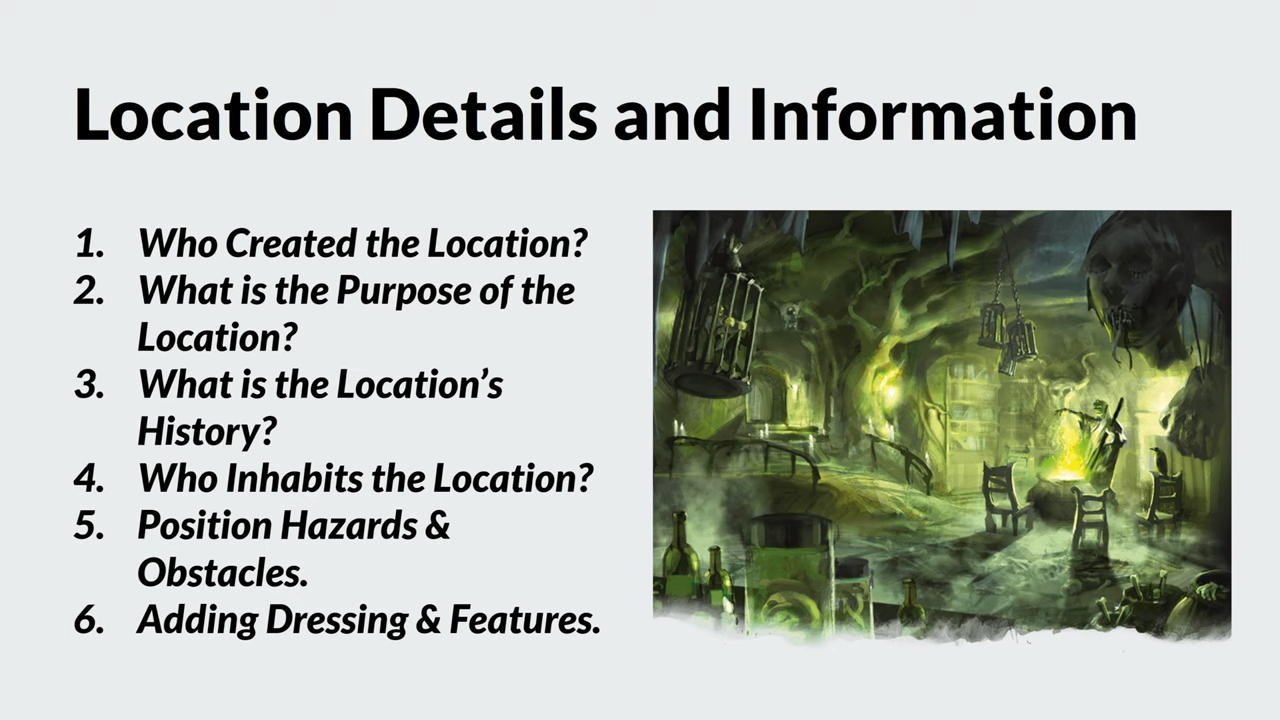 Location Details and Information
1. Who Created the Location?
2. What is the Purpose of the
Location?
3. What is the Location’s
History?
4. Who Inhabits the Location?
5. Position Hazards &
Obstacles.
6. Adding Dressing & Features.